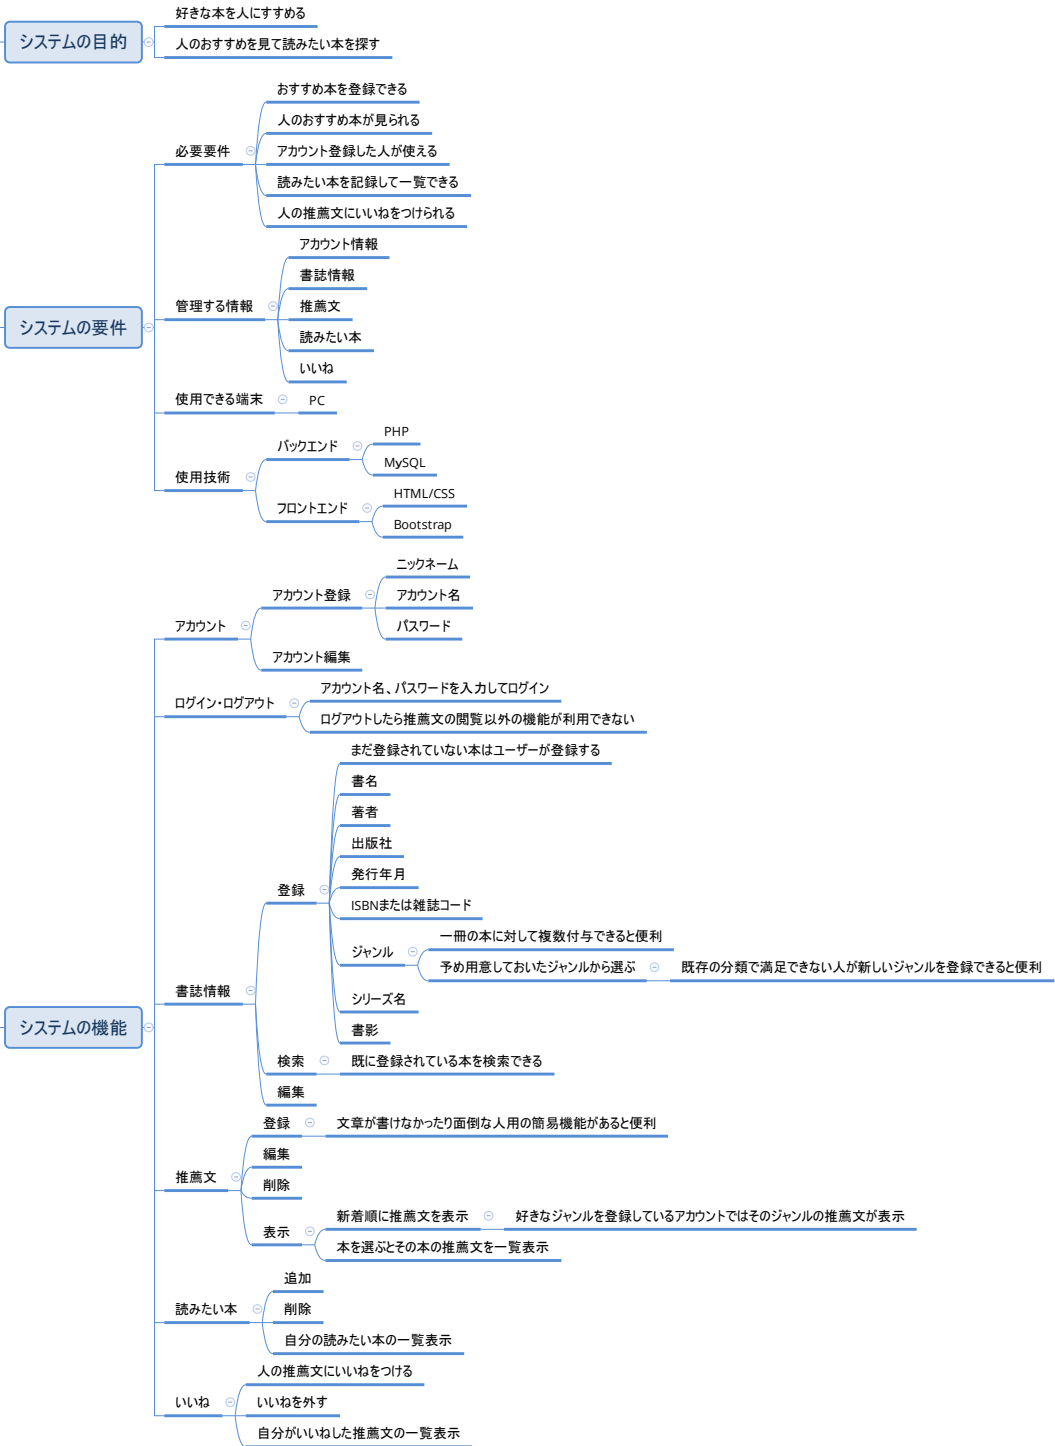 システムの目的
好きな本を人にすすめる
人のおすすめを見て読みたい本を探す
システムの要件
必要要件
おすすめ本を登録できる
人のおすすめ本が見られる
アカウント登録した人が使える
読みたい本を記録して一覧できる
人の推薦文にいいねをつけられる
管理する情報
アカウント情報
書誌情報
推薦文
読みたい本
いいね
使用できる端末
PC
使用技術
バックエンド
PHP
MySQL
フロントエンド
HTML/CSS
Bootstrap
システムの機能
アカウント
アカウント登録
ニックネーム
アカウント名
パスワード
アカウント編集
ログイン・ログアウト
アカウント名、パスワードを入力してログイン
ログアウトしたら推薦文の閲覧以外の機能が利用できない
書誌情報
登録
まだ登録されていない本はユーザーが登録する
書名
著者
出版社
発行年月
ISBNまたは雑誌コード
ジャンル
一冊の本に対して複数付与できると便利
予め用意しておいたジャンルから選ぶ
既存の分類で満足できない人が新しいジャンルを登録できると便利
シリーズ名
書影
検索
既に登録されている本を検索できる
編集
推薦文
登録
文章が書けなかったり面倒な人用の簡易機能があると便利
編集
削除
表示
新着順に推薦文を表示
好きなジャンルを登録しているアカウントではそのジャンルの推薦文が表示
本を選ぶとその本の推薦文を一覧表示
読みたい本
追加
削除
自分の読みたい本の一覧表示
いいね
人の推薦文にいいねをつける
いいねを外す
自分がいいねした推薦文の一覧表示